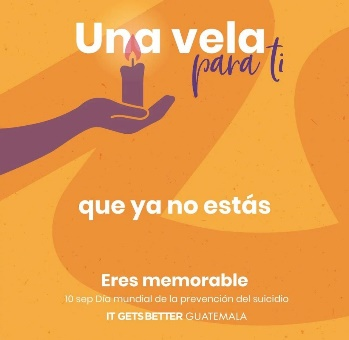 Una vela
para ti
que ya no estás
Eres memorable
10 sep Día mundial de la prevención del suicidio
IT GETS BETTER GUATEMALA